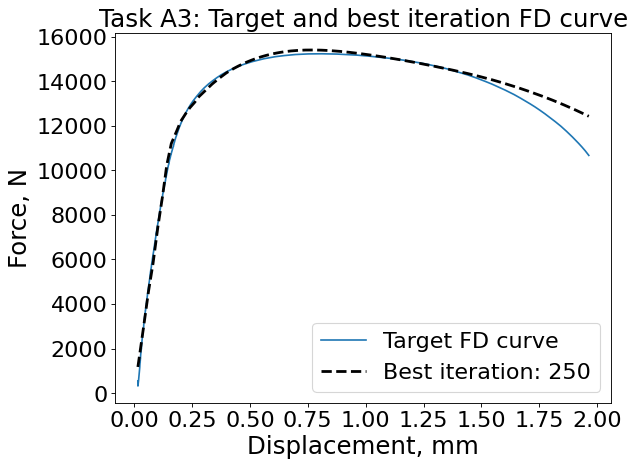 Task A3: Target and best iteration FD curve
16000
14000
12000
10000
8000
6000
4000
2000
0
Force, N
Target FD curve
Best iteration: 250
0.00 0.25 0.50 0.75 1.00 1.25 1.50 1.75 2.00
Displacement, mm